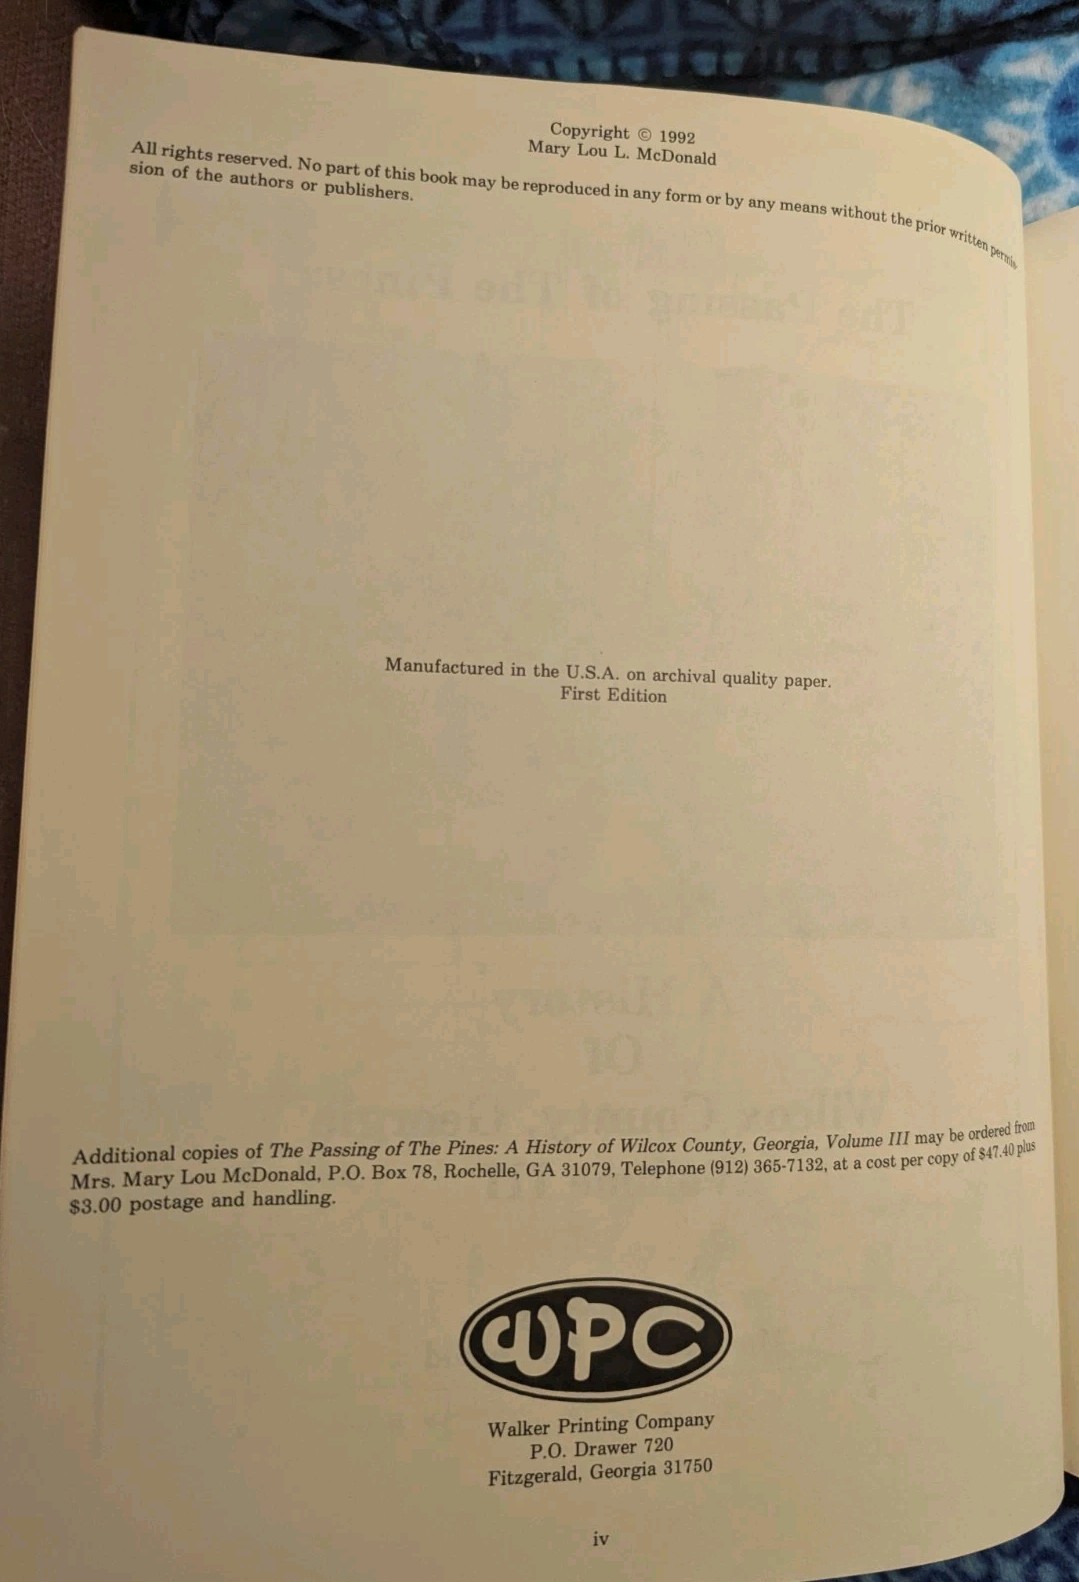 Copyright © 1992
Mary Lou L. McDonald
All rights reserved. No part of this book may be reproduced in any form or by any means without the prior written permis-
sion of the authors or publishers.
Manufactured in the U.S.A. on archival quality paper.
First Edition
Additional copies of The Passing of The Pines: A History of Wilcox County, Georgia, Volume III may be ordered from
Mrs. Mary Lou McDonald, P.O. Box 78, Rochelle, GA 31079, Telephone (912) 365-7132, at a cost per copy of $47.40 plus
$3.00 postage and handling.
WPC
Walker Printing Company
P.O. Drawer 720
Fitzgerald, Georgia 31750
iv